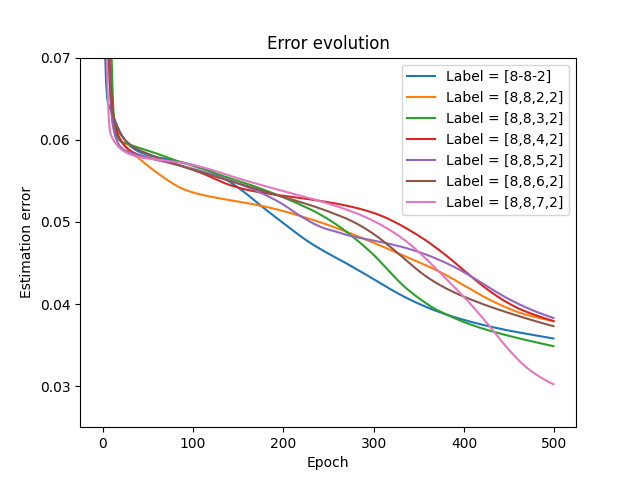 Error evolution
0.07
0.06
0.05
0.04
0.03
Estimation error
Label = [8-8-2]
Label = [8,8,2,2]
Label = [8,8,3,2]
Label = [8,8,4,2]
Label = [8,8,5,2]
Label = [8,8,6,2]
Label = [8,8,7,2]
0 100 200 300 400 500
Epoch